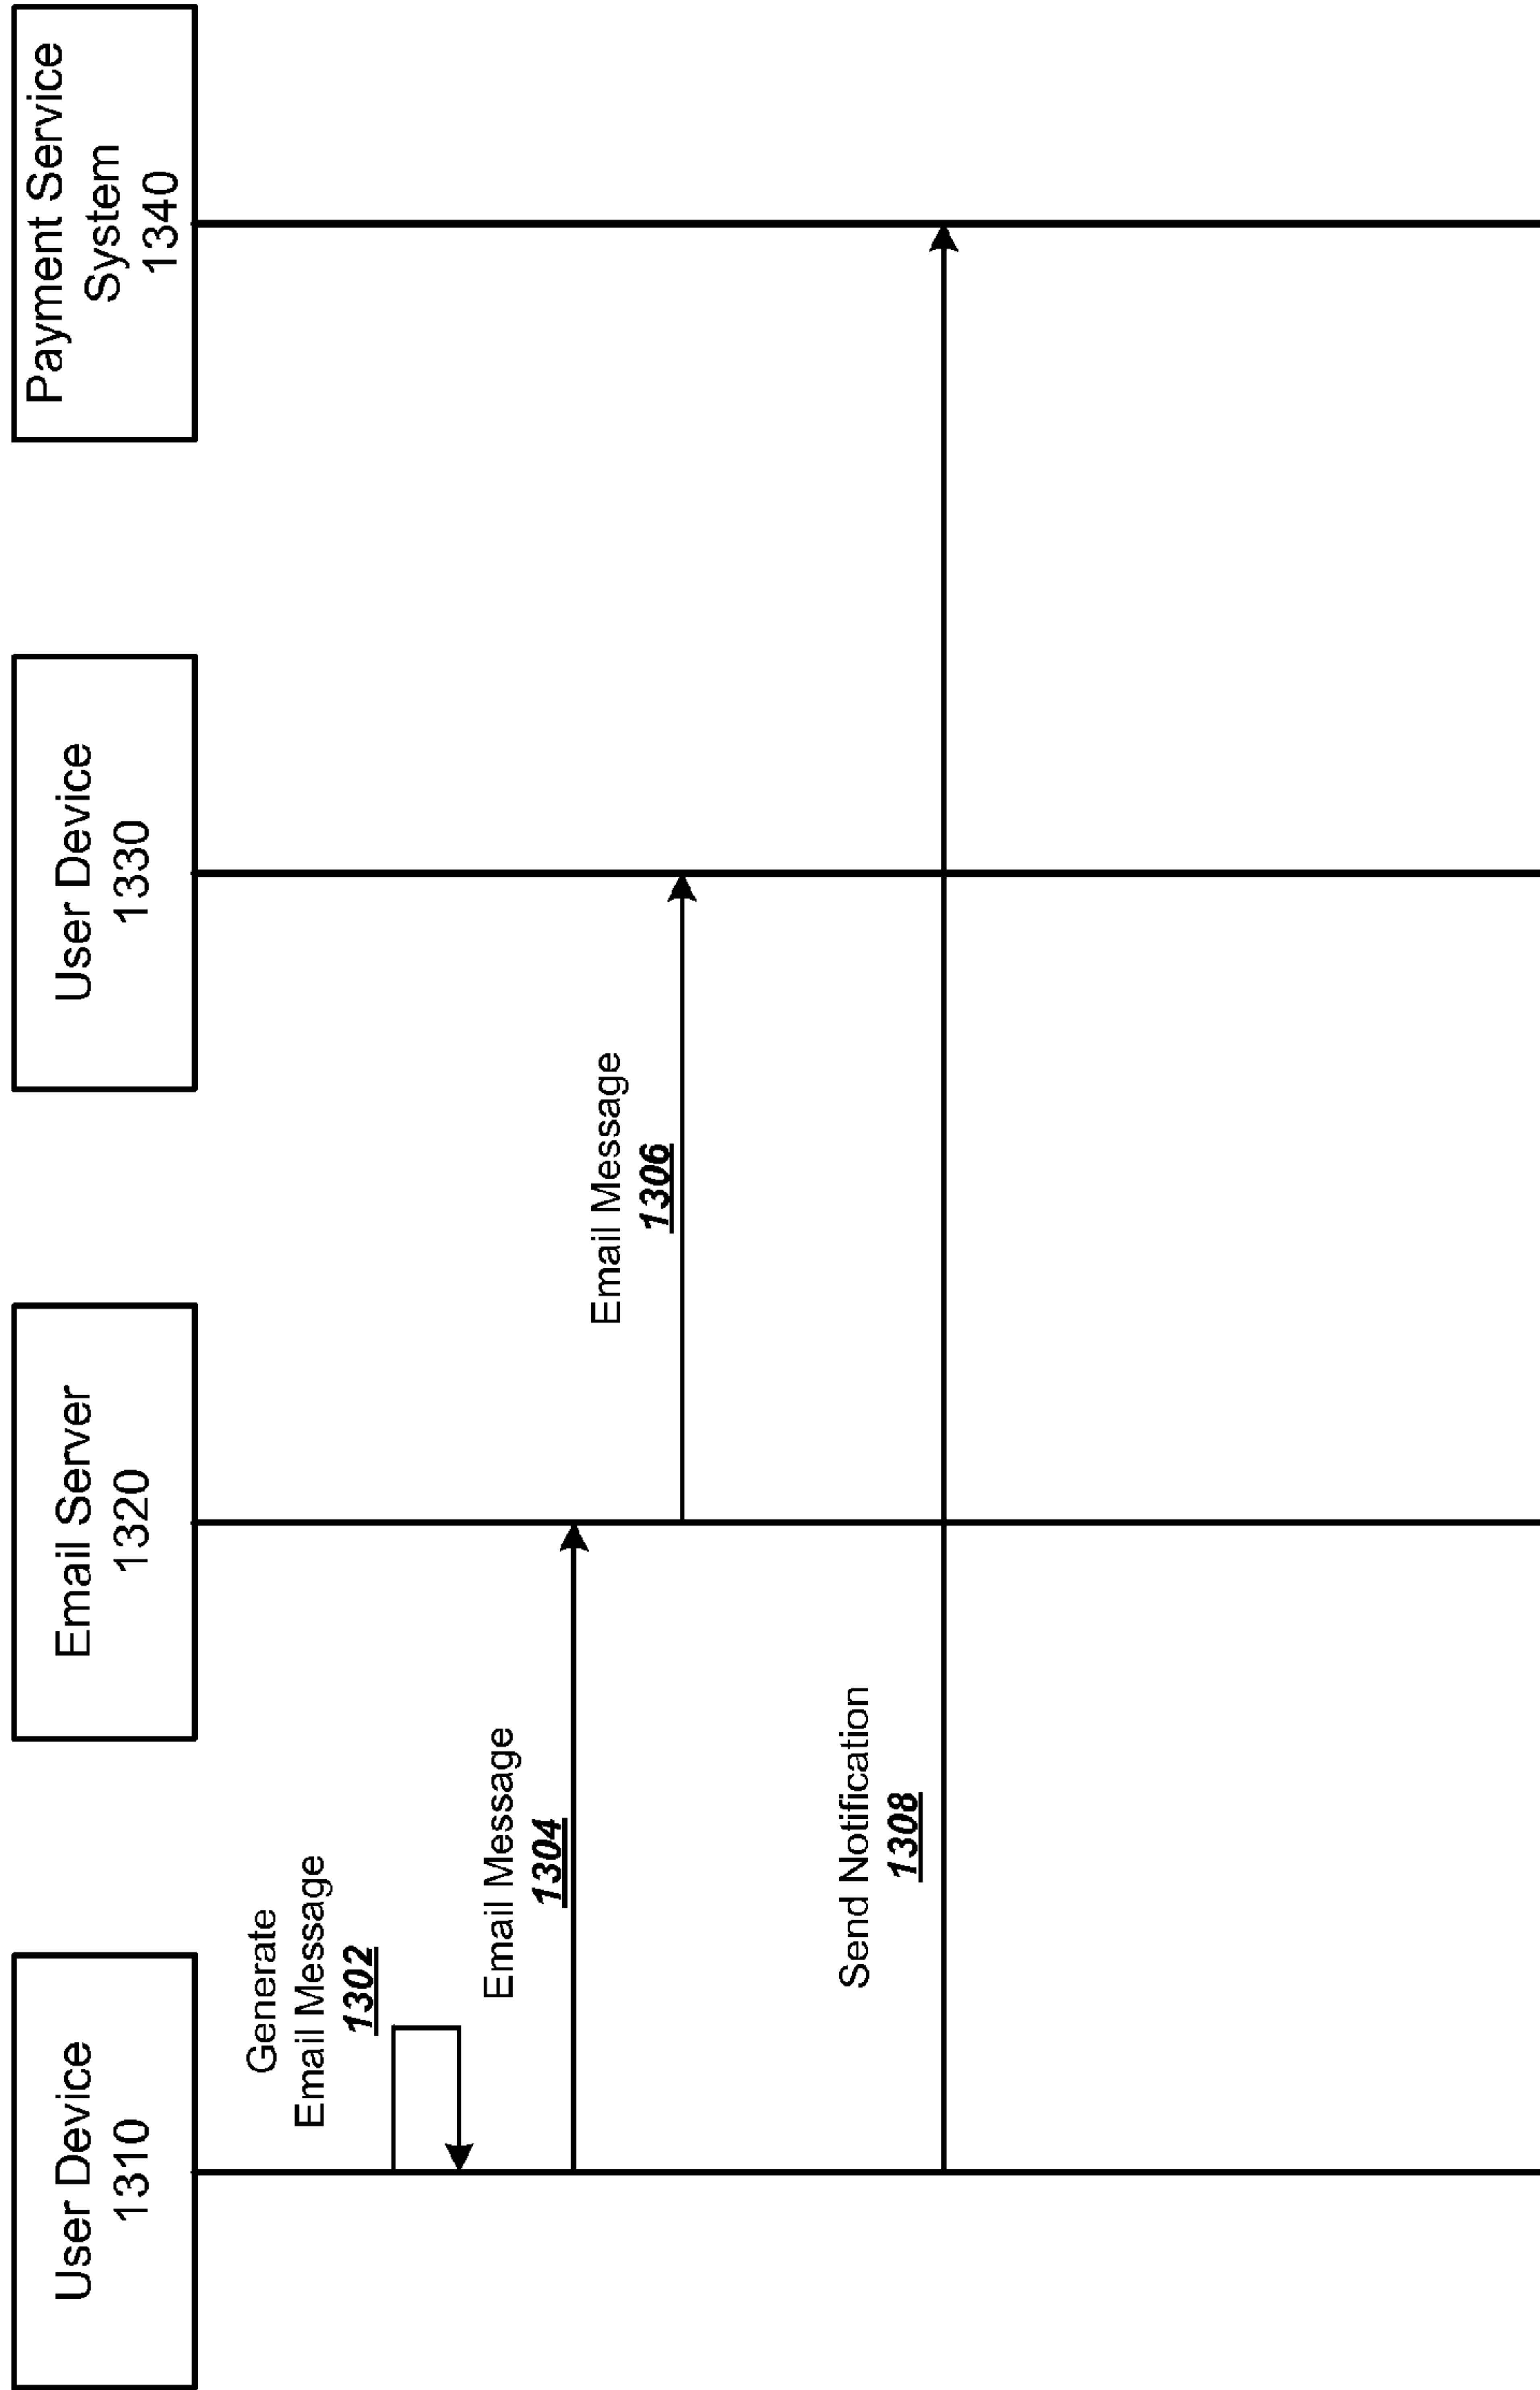 User Device
1310
Email Server
1320
User Device
1330
Payment Service
System
1340
Generate
Email Message
1302
Email Message
1304
Email Message
1306
Send Notification
1308